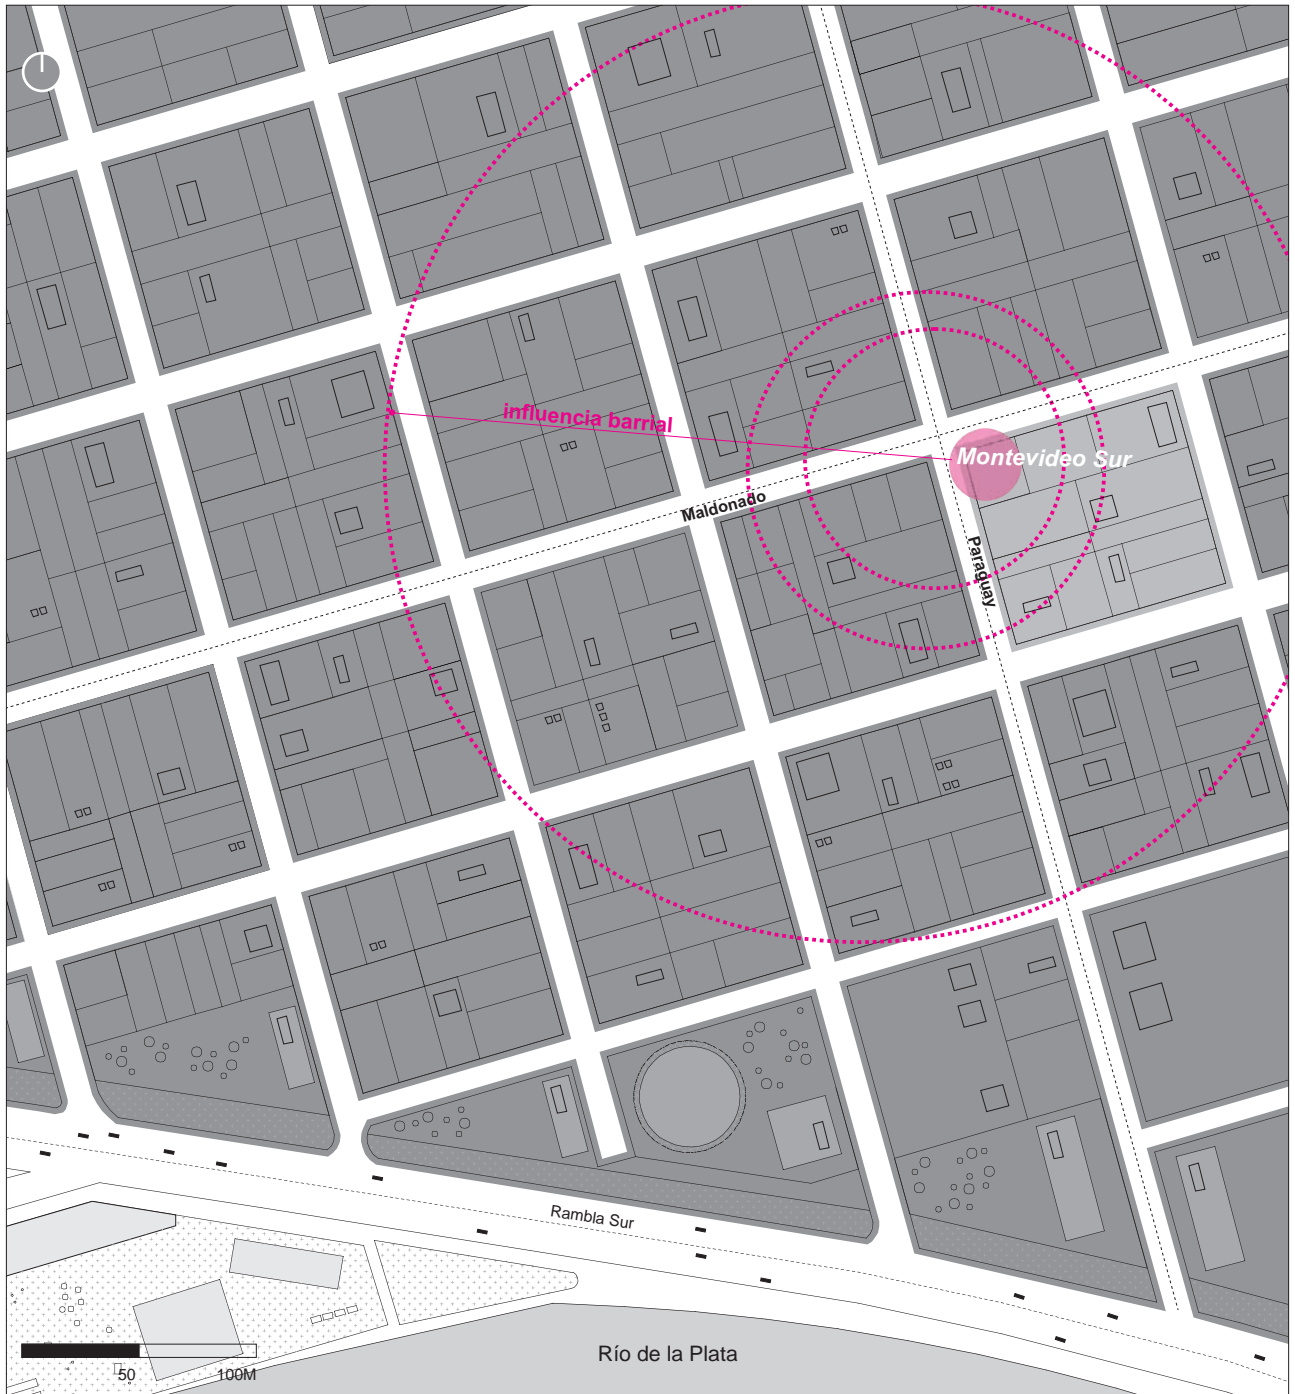 influencia barrial
Montevideo Sur
Maldonado
Paraguay
Rambla Sur
Río de la Plata
50
100M